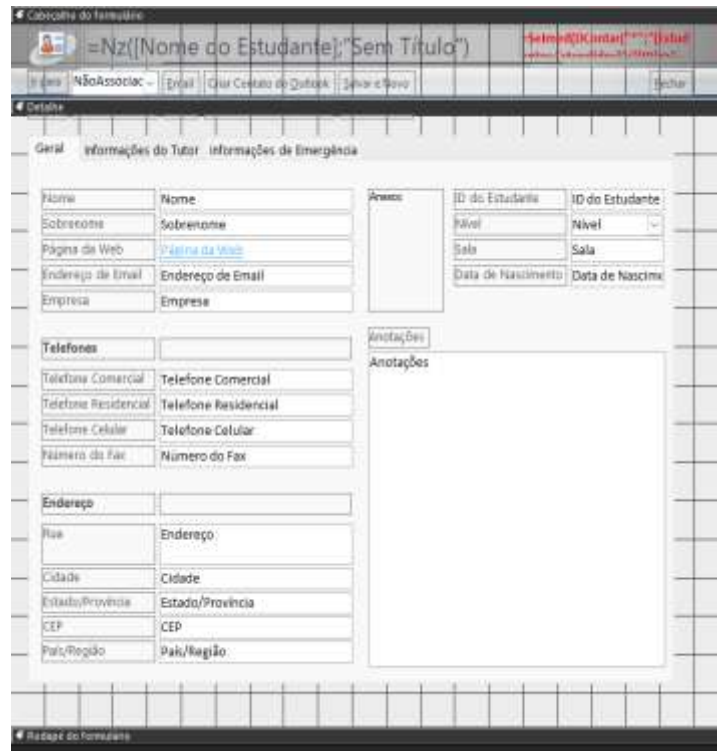 Cabeçalho do formulário
=Nz([Nome do Estudante];"Sem Título")
=SeImed(DContar("*";"[Estud
Ir para NãoAssociac Email Criar Contato do Outlook Salvar e Novo Fechar
Detalhe
Geral Informações do Tutor Informações de Emergência
Nome Nome Anexos ID do Estudante ID do Estudante
Sobrenome Sobrenome Nível Nível
Página da Web Página da Web Sala Sala
Endereço de Email Endereço de Email Data de Nascimento Data de Nascime
Empresa Empresa
Anotações
Telefones
Anotações
Telefone Comercial Telefone Comercial
Telefone Residencial Telefone Residencial
Telefone Celular Telefone Celular
Número do Fax Número do Fax
Endereço
Rua Endereço
Cidade Cidade
Estado/Província Estado/Província
CEP CEP
País/Região País/Região
Rodapé do Formulário